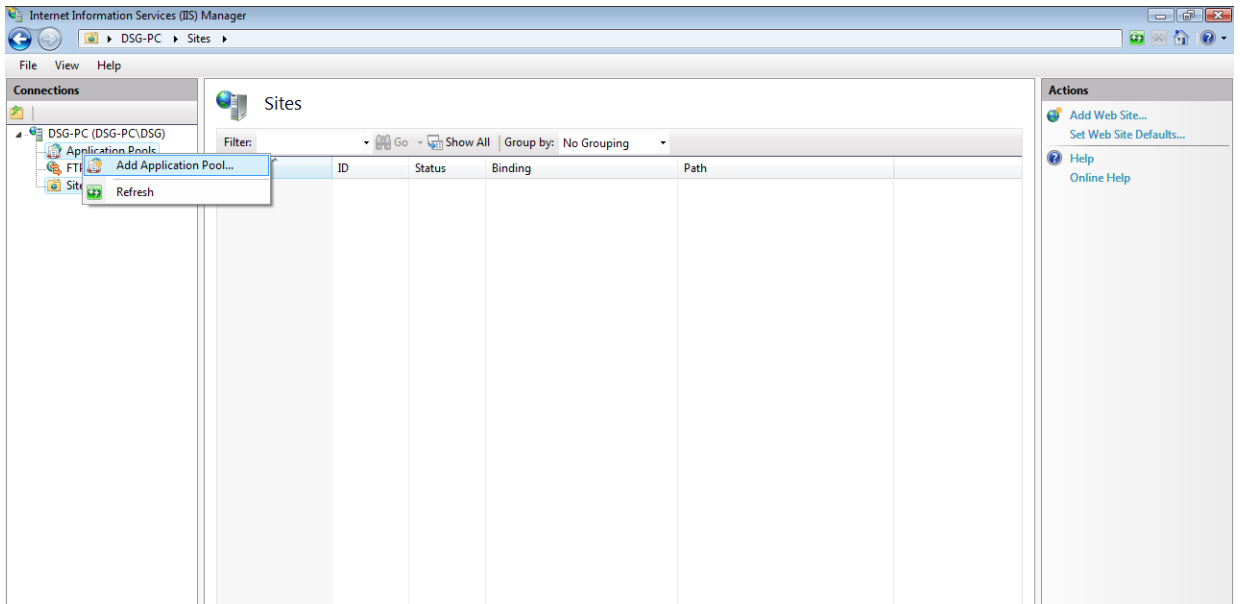 Internet Information Services (IIS) Manager
DSG-PC Sites
File View Help
Connections
DSG-PC (DSG-PC\DSG)
Application Pools
FTP
Site
Add Application Pool...
Refresh
Sites
Filter: Go Show All Group by: No Grouping
ID Status Binding Path
Actions
Add Web Site...
Set Web Site Defaults...
Help
Online Help